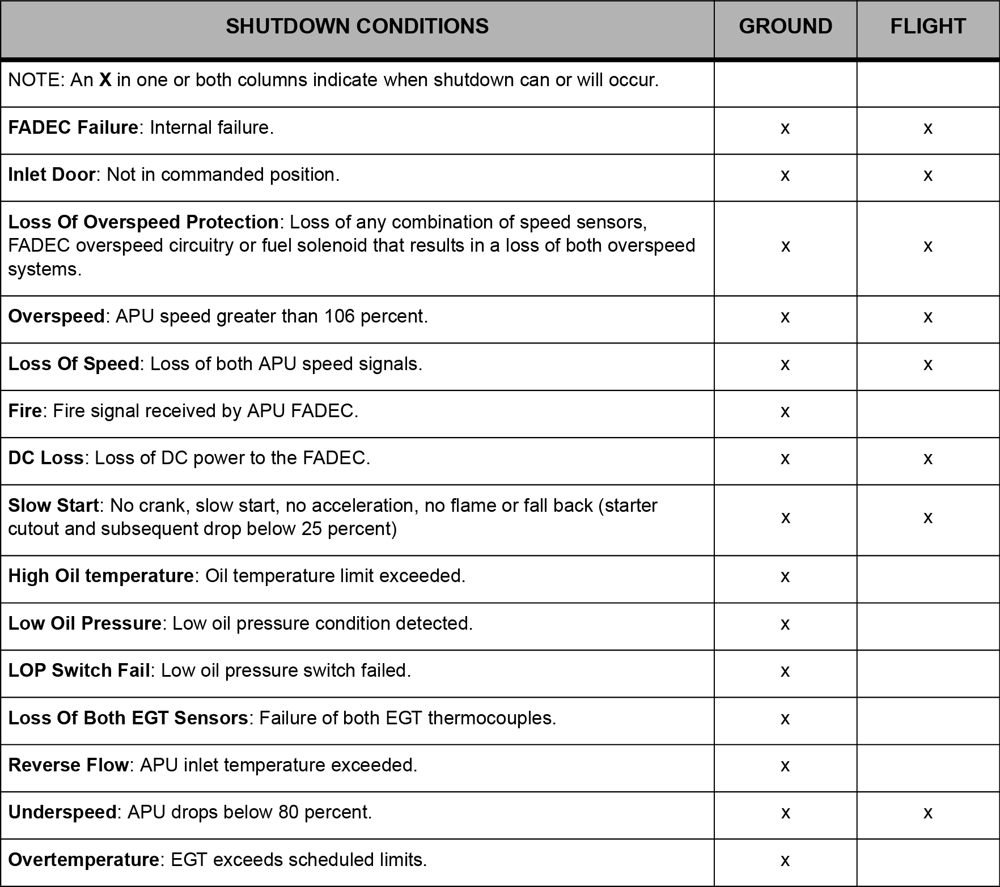 SHUTDOWN CONDITIONS GROUND FLIGHT
NOTE: An X in one or both columns indicate when shutdown can or will occur.
FADEC Failure: Internal failure. x x
Inlet Door: Not in commanded position. x x
Loss Of Overspeed Protection: Loss of any combination of speed sensors,
FADEC overspeed circuitry or fuel solenoid that results in a loss of both overspeed x x
systems.
Overspeed: APU speed greater than 106 percent. x x
Loss Of Speed: Loss of both APU speed signals. x x
Fire: Fire signal received by APU FADEC. x
DC Loss: Loss of DC power to the FADEC. x x
Slow Start: No crank, slow start, no acceleration, no flame or fall back (starter x x
cutout and subsequent drop below 25 percent)
High Oil temperature: Oil temperature limit exceeded. x
Low Oil Pressure: Low oil pressure condition detected. x
LOP Switch Fail: Low oil pressure switch failed. x
Loss Of Both EGT Sensors: Failure of both EGT thermocouples. x
Reverse Flow: APU inlet temperature exceeded. x
Underspeed: APU drops below 80 percent. x x
Overtemperature: EGT exceeds scheduled limits. x